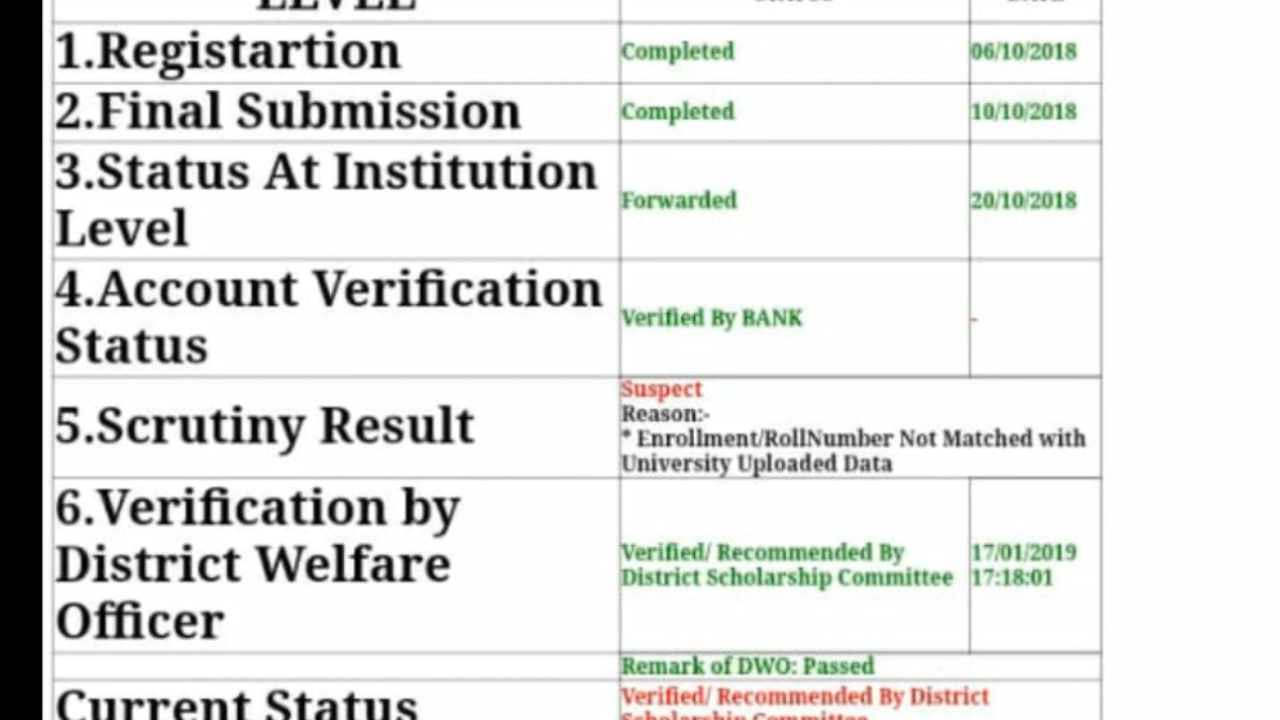 LEVEL
1.Registartion
Completed
06/10/2018
2.Final Submission
Completed
10/10/2018
3.Status At Institution
Level
Forwarded
20/10/2018
4.Account Verification
Status
Verified By BANK
-
5.Scrutiny Result
Suspect
Reason:-
* Enrollment/RollNumber Not Matched with
University Uploaded Data
6.Verification by
District Welfare
Officer
Verified/ Recommended By
District Scholarship Committee
17/01/2019
17:18:01
Remark of DWO: Passed
Current Status
Verified/ Recommended By District
Scholarship Committee